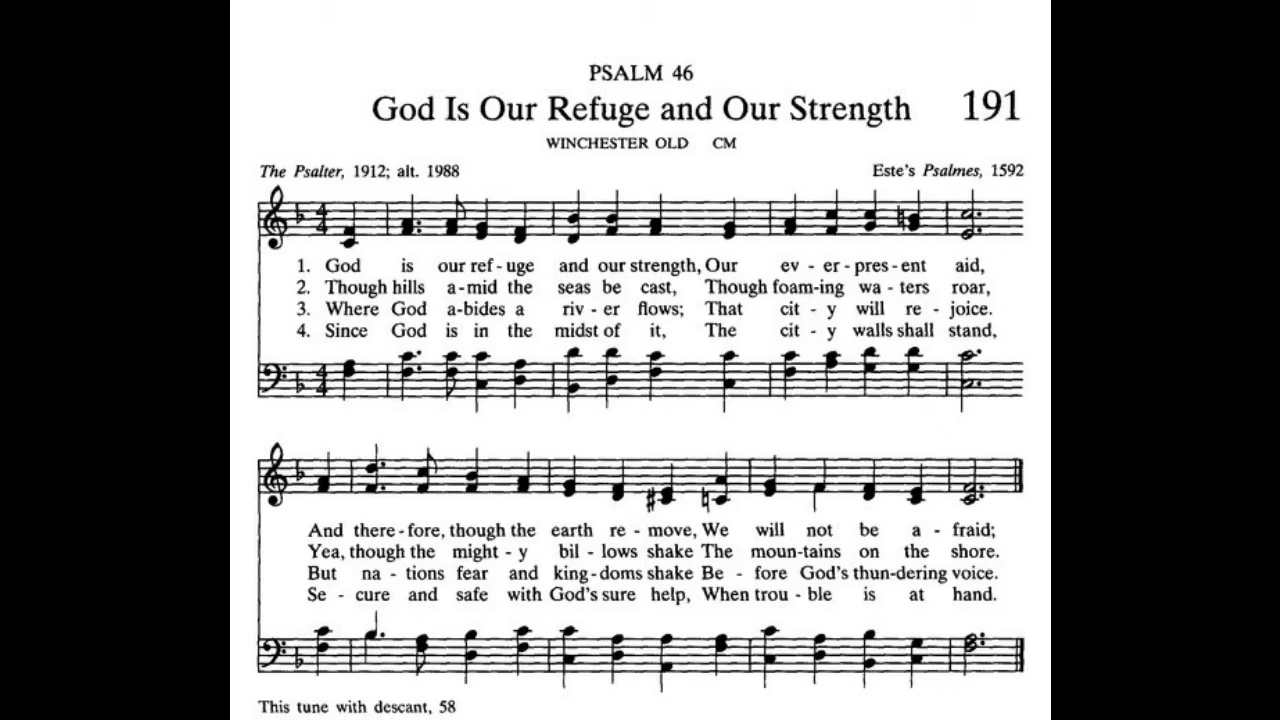 PSALM 46
God Is Our Refuge and Our Strength 191
WINCHESTER OLD CM
The Psalter, 1912; alt. 1988 Este's Psalmes, 1592
1. God is our ref - uge and our strength, Our ev - er - pres - ent aid,
2. Though hills a - mid the seas be cast, Though foam-ing wa - ters roar,
3. Where God a-bides a riv - er flows; That cit - y will re - joice.
4. Since God is in the midst of it, The cit - y walls shall stand,
And there - fore, though the earth re - move, We will not be a - fraid;
Yea, though the might - y bil - lows shake The moun-tains on the shore.
But na - tions fear and king - doms shake Be - fore God's thun-dering voice.
Se - cure and safe with God's sure help, When trou - ble is at hand.
This tune with descant, 58